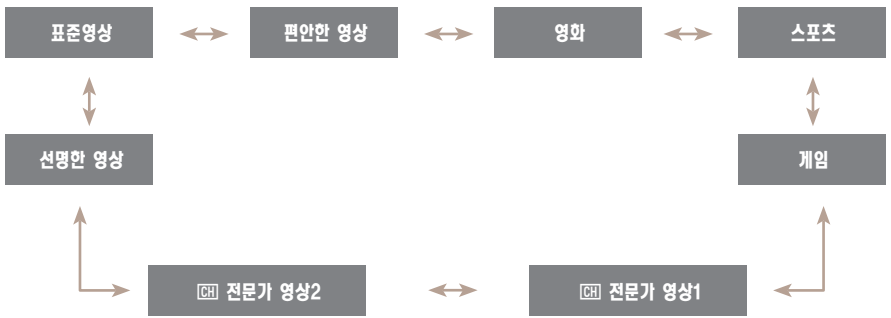 표준영상
편안한 영상
영화
스포츠
선명한 영상
게임
CH 전문가 영상2
CH 전문가 영상1